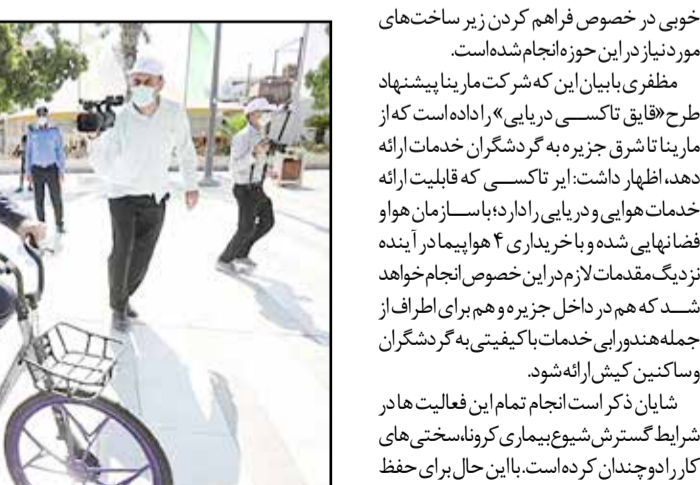 خوبی در خصوص فراهم کردن زیر ساخت‌های
مورد نیاز در این حوزه انجام شده است.
مظفری با بیان این که شرکت مارینا پیشنهاد
طرح «قایق تاکسی دریایی» را داده است که از
مارینا تا شرق جزیره به گردشگران خدمات ارائه
دهد، اظهار داشت: ایر تاکسی که قابلیت ارائه
خدمات هوایی و دریایی را دارد؛ با سازمان هوا و
فضا نهایی شده و با خریداری ۴ هواپیما در آینده
نزدیگ مقدمات لازم در این خصوص انجام خواهد
شد که هم در داخل جزیره و هم برای اطراف از
جمله هندورابی خدمات با کیفیتی به گردشگران
و ساکنین کیش ارائه شود.
شایان ذکر است انجام تمام این فعالیت ها در
شرایط گسترش شیوع بیماری کرونا، سختی های
کار را دو چندان کرده است. با این حال برای حفظ